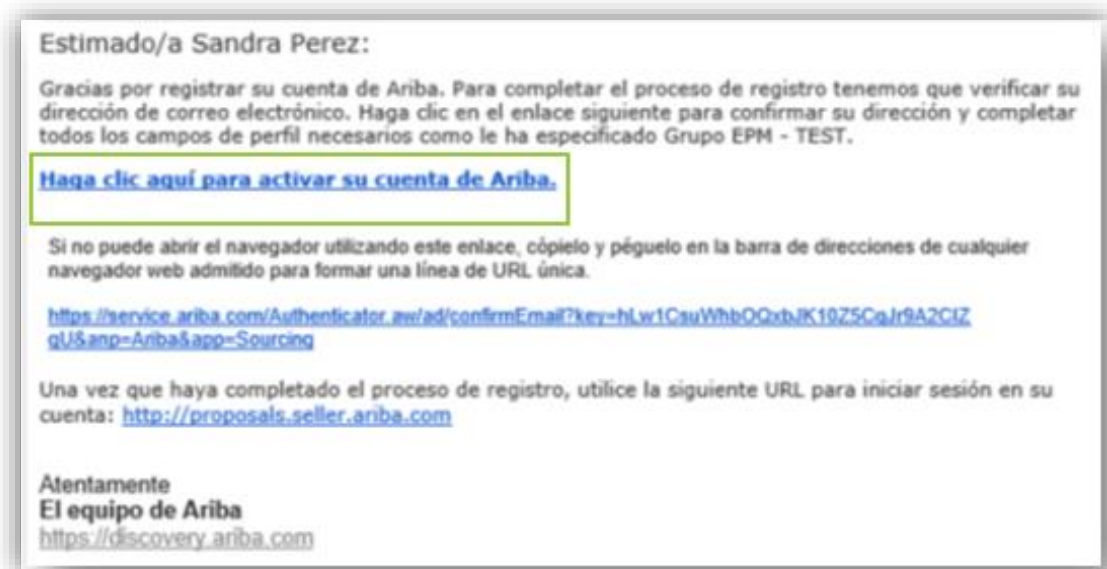 Estimado/a Sandra Perez:
Gracias por registrar su cuenta de Ariba. Para completar el proceso de registro tenemos que verificar su
dirección de correo electrónico. Haga clic en el enlace siguiente para confirmar su dirección y completar
todos los campos de perfil necesarios como le ha especificado Grupo EPM - TEST.
Haga clic aquí para activar su cuenta de Ariba.
Si no puede abrir el navegador utilizando este enlace, cópielo y péguelo en la barra de direcciones de cualquier
navegador web admitido para formar una línea de URL única.
https://service.ariba.com/Authenticator.aw/ad/confirmEmail?key=hLw1CsuWhbOQxbJK10Z5CqJr9A2CIZ
gU&anp=Ariba&app=Sourcing
Una vez que haya completado el proceso de registro, utilice la siguiente URL para iniciar sesión en su
cuenta: http://proposals.seller.ariba.com
Atentamente
El equipo de Ariba
https://discovery.ariba.com